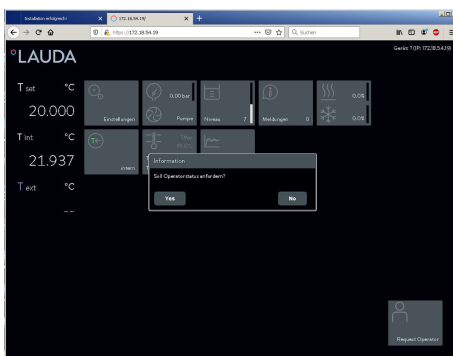 Installation erfolgreich!
172.18.54.19/
https://172.18.54.19
Suchen
Gerät: ? (IP: 172.18.54.19)
°LAUDA
T set °C
20.000
T int °C
21.937
T ext °C
_ _
Einstellungen
0.00 bar
Pumpe
Niveau 7
Meldungen 0
0.0%
0.0%
intern
Information
Soll Operatorstatus anfordern?
Yes
No
Request Operator